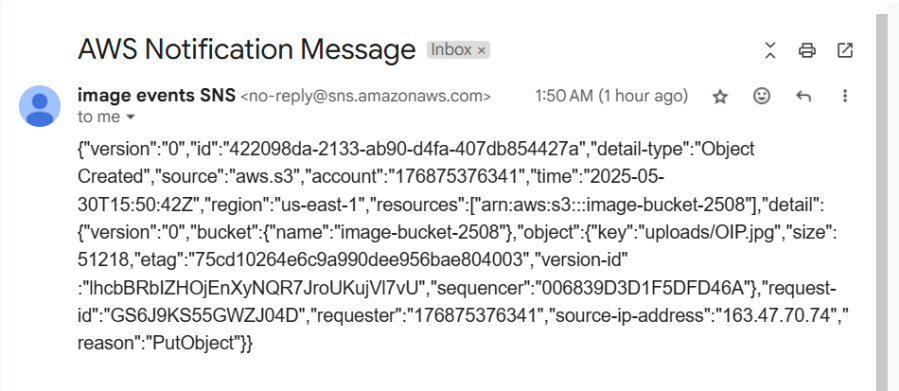 AWS Notification Message Inbox ×
image events SNS <no-reply@sns.amazonaws.com> 1:50 AM (1 hour ago)
to me
{"version":"0","id":"422098da-2133-ab90-d4fa-407db854427a","detail-type":"Object
Created","source":"aws.s3","account":"176875376341","time":"2025-05-
30T15:50:42Z","region":"us-east-1","resources":["arn:aws:s3:::image-bucket-2508"],"detail":
{"version":"0","bucket":{"name":"image-bucket-2508"},"object":{"key":"uploads/OIP.jpg","size":
51218,"etag":"75cd10264e6c9a990dee956bae804003","version-id"
:"lhcbBRbIZHOjEnXyNQR7JroUKujVl7vU","sequencer":"006839D3D1F5DFD46A"},"request-
id":"GS6J9KS55GWZJ04D","requester":"176875376341","source-ip-address":"163.47.70.74","
reason":"PutObject"}}